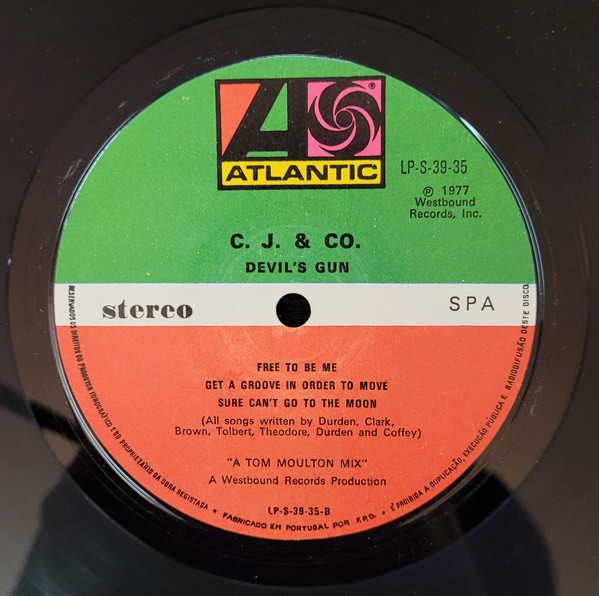 ATLANTIC
®
LP-S-39-35
℗ 1977
Westbound
Records, Inc.
C. J. & CO.
DEVIL'S GUN
stereo
SPA
FREE TO BE ME
GET A GROOVE IN ORDER TO MOVE
SURE CAN'T GO TO THE MOON
(All songs written by Durden, Clark,
Brown, Tolbert, Theodore, Durden and Coffey)
"A TOM MOULTON MIX"
A Westbound Records Production
LP-S-39-35-B
RESERVADOS OS DIREITOS DO PRODUTOR FONOGRÁFICO E DO PROPRIETÁRIO DA OBRA REGISTADA • FABRICADO EM PORTUGAL POR F.P.D. • É PROIBIDA A DUPLICAÇÃO, EXECUÇÃO PÚBLICA E RADIODIFUSÃO DESTE DISCO